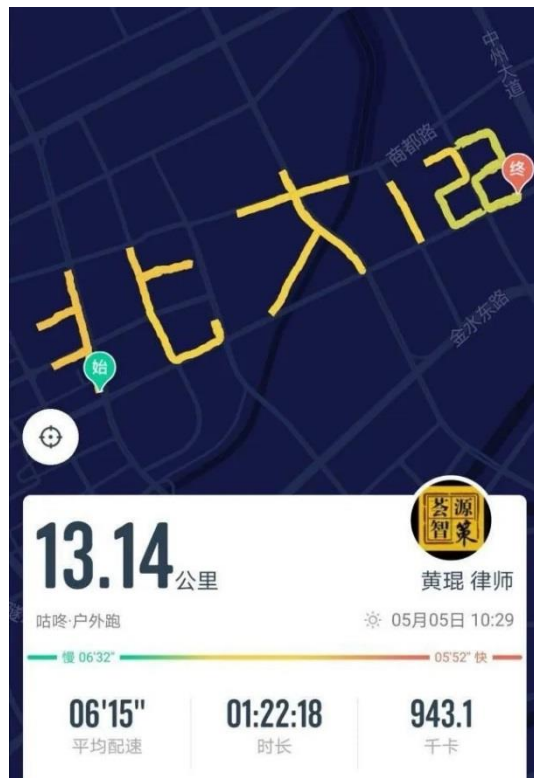 中州大道
商都路
北大122
终
金水东路
始
荟源
智策
13.14公里
黄琨 律师
咕咚·户外跑
05月05日 10:29
慢 06'32"
05'52" 快
06'15"
01:22:18
943.1
平均配速
时长
千卡